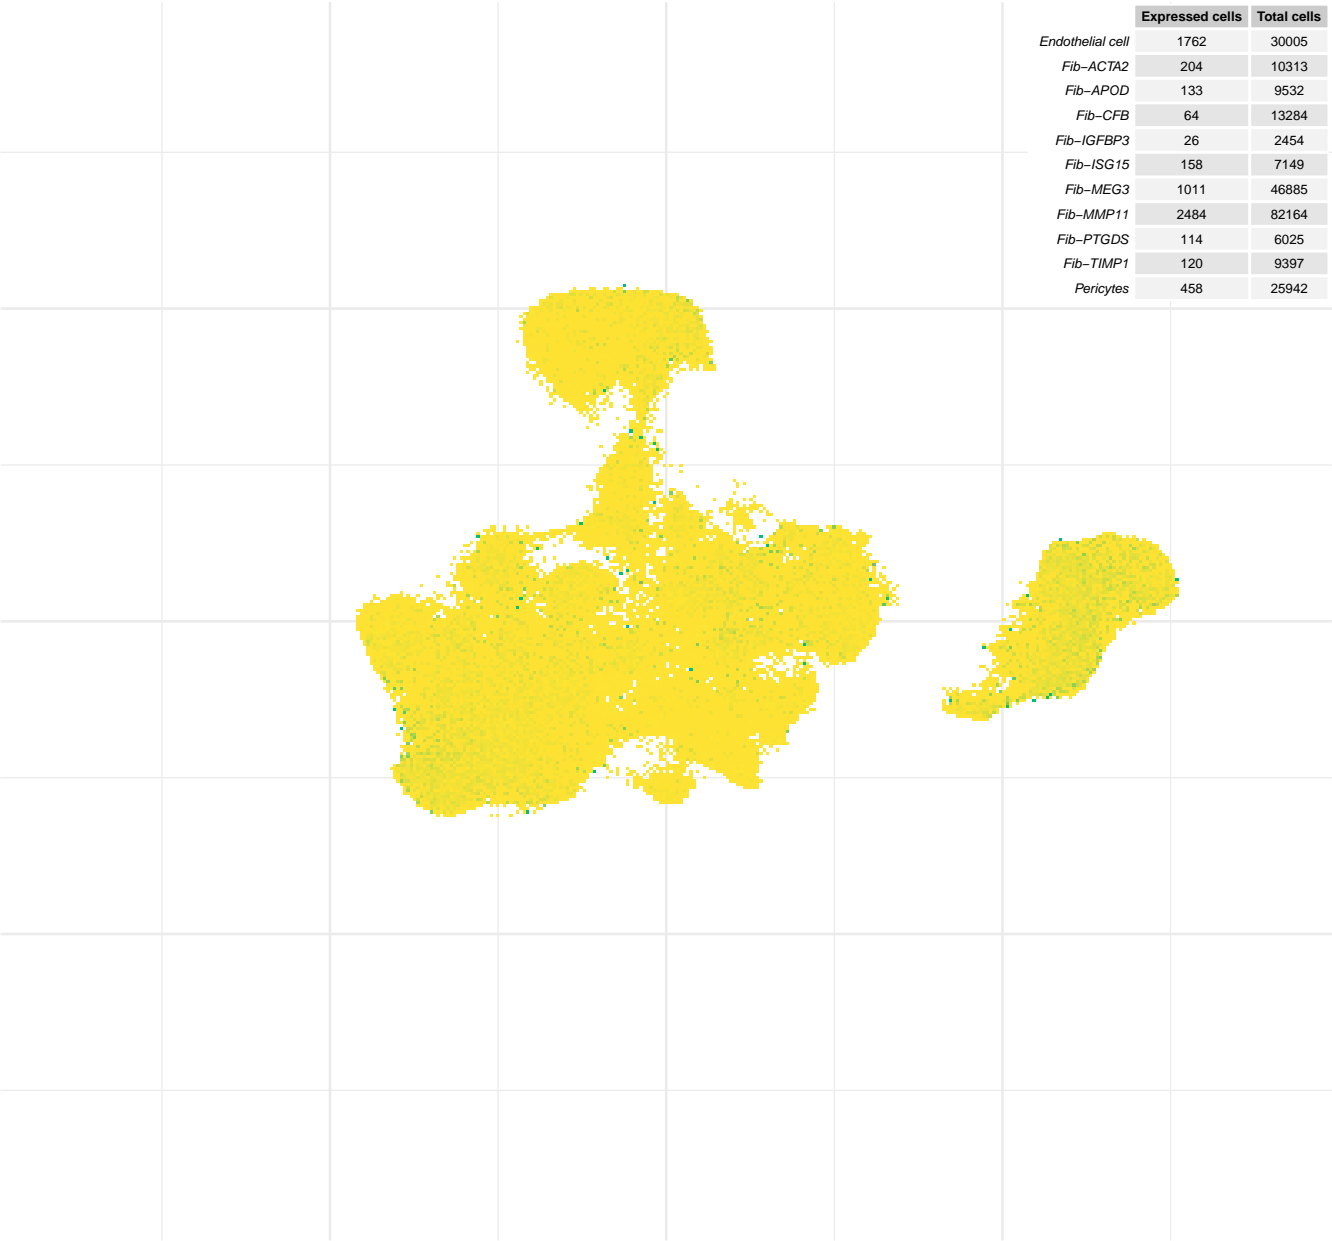 Expressed cells Total cells
Endothelial cell 1762 30005
Fib−ACTA2 204 10313
Fib−APOD 133 9532
Fib−CFB 64 13284
Fib−IGFBP3 26 2454
Fib−ISG15 158 7149
Fib−MEG3 1011 46885
Fib−MMP11 2484 82164
Fib−PTGDS 114 6025
Fib−TIMP1 120 9397
Pericytes 458 25942